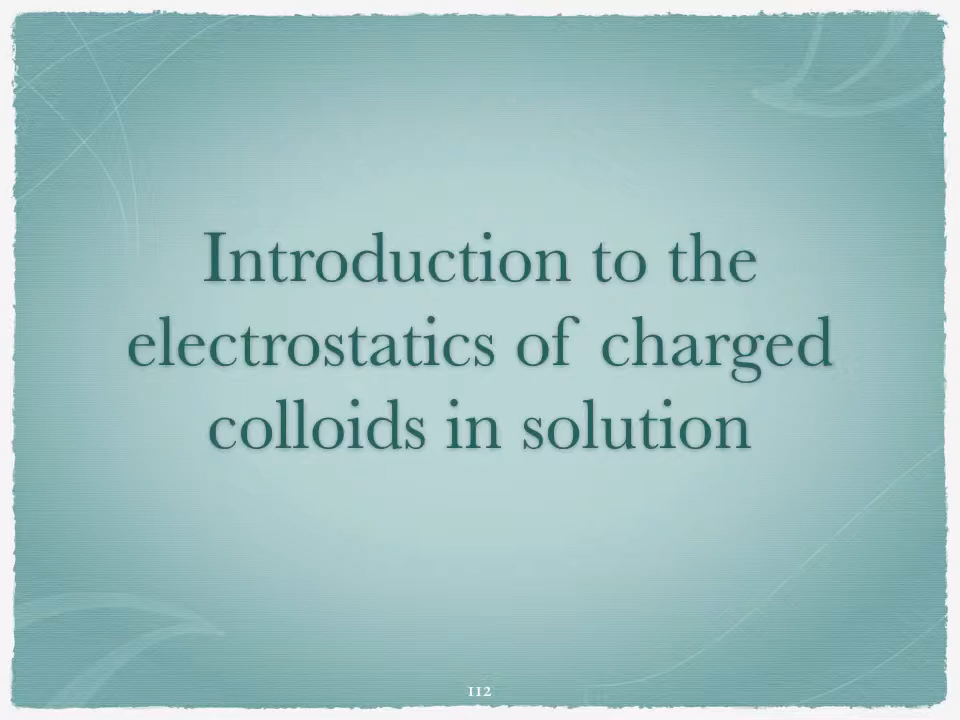 Introduction to the
electrostatics of charged
colloids in solution
112